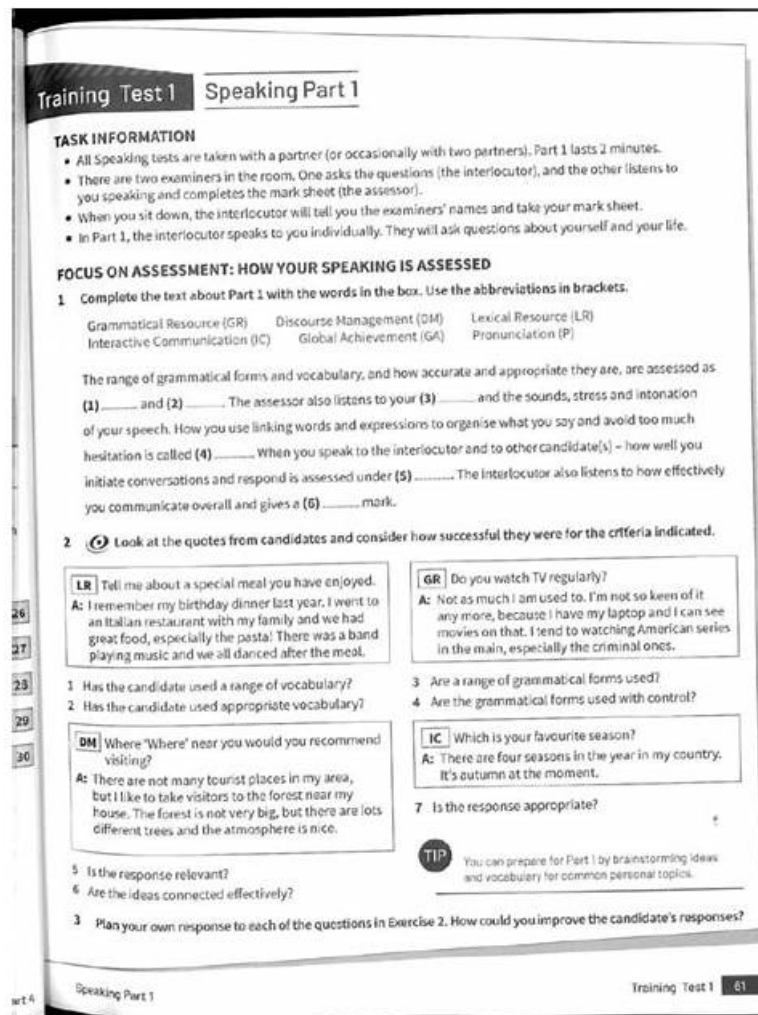 Training Test 1
Speaking Part 1
TASK INFORMATION
• All Speaking tests are taken with a partner (or occasionally with two partners). Part 1 lasts 2 minutes.
• There are two examiners in the room. One asks the questions (the interlocutor), and the other listens to
you speaking and completes the mark sheet (the assessor).
• When you sit down, the interlocutor will tell you the examiners' names and take your mark sheet.
• In Part 1, the interlocutor speaks to you individually. They will ask questions about yourself and your life.
FOCUS ON ASSESSMENT: HOW YOUR SPEAKING IS ASSESSED
1 Complete the text about Part 1 with the words in the box. Use the abbreviations in brackets.
Grammatical Resource (GR) Discourse Management (DM) Lexical Resource (LR)
Interactive Communication (IC) Global Achievement (GA) Pronunciation (P)
The range of grammatical forms and vocabulary, and how accurate and appropriate they are, are assessed as
(1) ______ and (2) ______. The assessor also listens to your (3) ______ and the sounds, stress and intonation
of your speech. How you use linking words and expressions to organise what you say and avoid too much
hesitation is called (4) ______. When you speak to the interlocutor and to other candidate(s) – how well you
initiate conversations and respond is assessed under (5) ______. The interlocutor also listens to how effectively
you communicate overall and gives a (6) ______ mark.
2 Look at the quotes from candidates and consider how successful they were for the criteria indicated.
LR Tell me about a special meal you have enjoyed.
A: I remember my birthday dinner last year. I went to
an Italian restaurant with my family and we had
great food, especially the pasta! There was a band
playing music and we all danced after the meal.
1 Has the candidate used a range of vocabulary?
2 Has the candidate used appropriate vocabulary?
DM Where 'Where' near you would you recommend
visiting?
A: There are not many tourist places in my area,
but I like to take visitors to the forest near my
house. The forest is not very big, but there are lots
different trees and the atmosphere is nice.
5 Is the response relevant?
6 Are the ideas connected effectively?
GR Do you watch TV regularly?
A: Not as much I am used to. I'm not so keen of it
any more, because I have my laptop and I can see
movies on that. I tend to watching American series
in the main, especially the criminal ones.
3 Are a range of grammatical forms used?
4 Are the grammatical forms used with control?
IC Which is your favourite season?
A: There are four seasons in the year in my country.
It's autumn at the moment.
7 Is the response appropriate?
TIP
You can prepare for Part 1 by brainstorming ideas
and vocabulary for common personal topics.
3 Plan your own response to each of the questions in Exercise 2. How could you improve the candidate's responses?
Speaking Part 1
Training Test 1 61
26
27
28
29
30